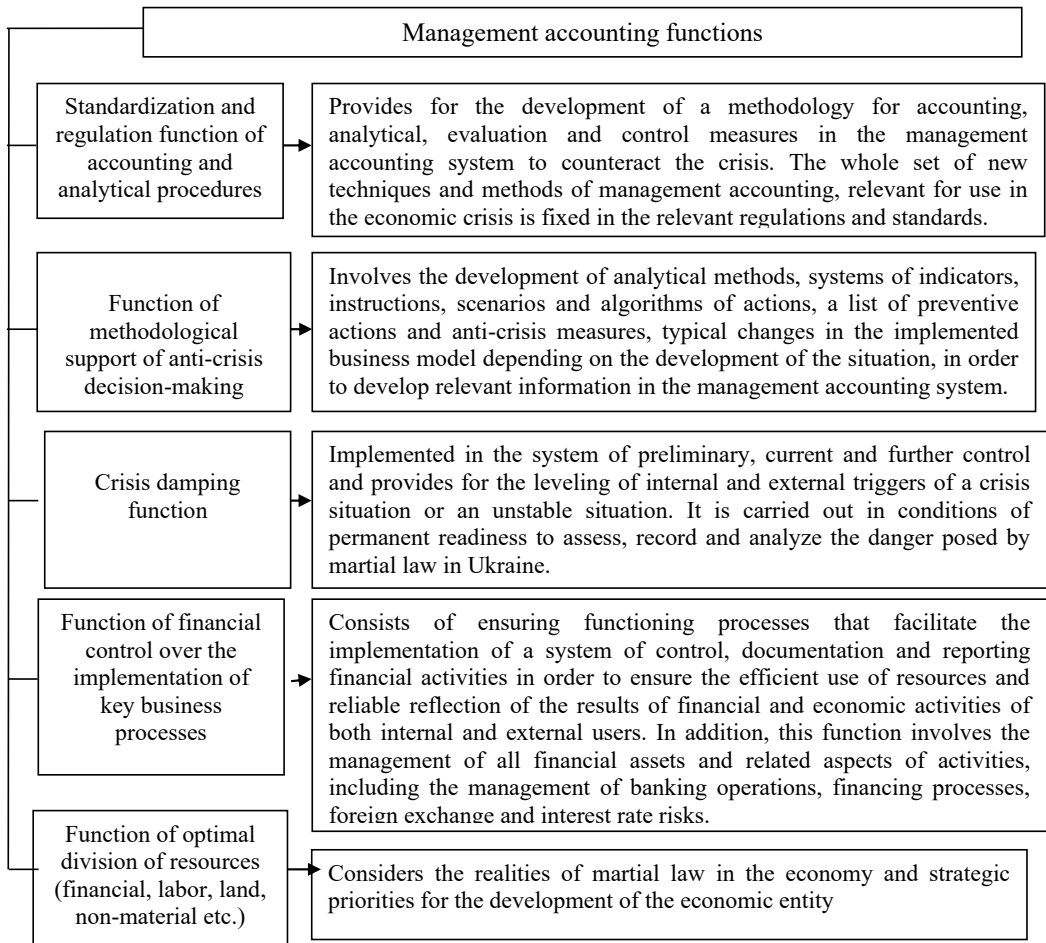 Management accounting functions
Standardization and
regulation function of
accounting and
analytical procedures
Provides for the development of a methodology for accounting,
analytical, evaluation and control measures in the management
accounting system to counteract the crisis. The whole set of new
techniques and methods of management accounting, relevant for use
in the economic crisis is fixed in the relevant regulations and standards.
Function of
methodological
support of anti-crisis
decision-making
Involves the development of analytical methods, systems of indicators,
instructions, scenarios and algorithms of actions, a list of preventive
actions and anti-crisis measures, typical changes in the implemented
business model depending on the development of the situation, in order
to develop relevant information in the management accounting system.
Crisis damping
function
Implemented in the system of preliminary, current and further control
and provides for the leveling of internal and external triggers of a crisis
situation or an unstable situation. It is carried out in conditions of
permanent readiness to assess, record and analyze the danger posed by
martial law in Ukraine.
Function of financial
control over the
implementation of
key business
processes
Consists of ensuring functioning processes that facilitate the
implementation of a system of control, documentation and reporting
financial activities in order to ensure the efficient use of resources and
reliable reflection of the results of financial and economic activities of
both internal and external users. In addition, this function involves the
management of all financial assets and related aspects of activities,
including the management of banking operations, financing processes,
foreign exchange and interest rate risks.
Function of optimal
division of resources
(financial, labor, land,
non-material etc.)
Considers the realities of martial law in the economy and strategic
priorities for the development of the economic entity